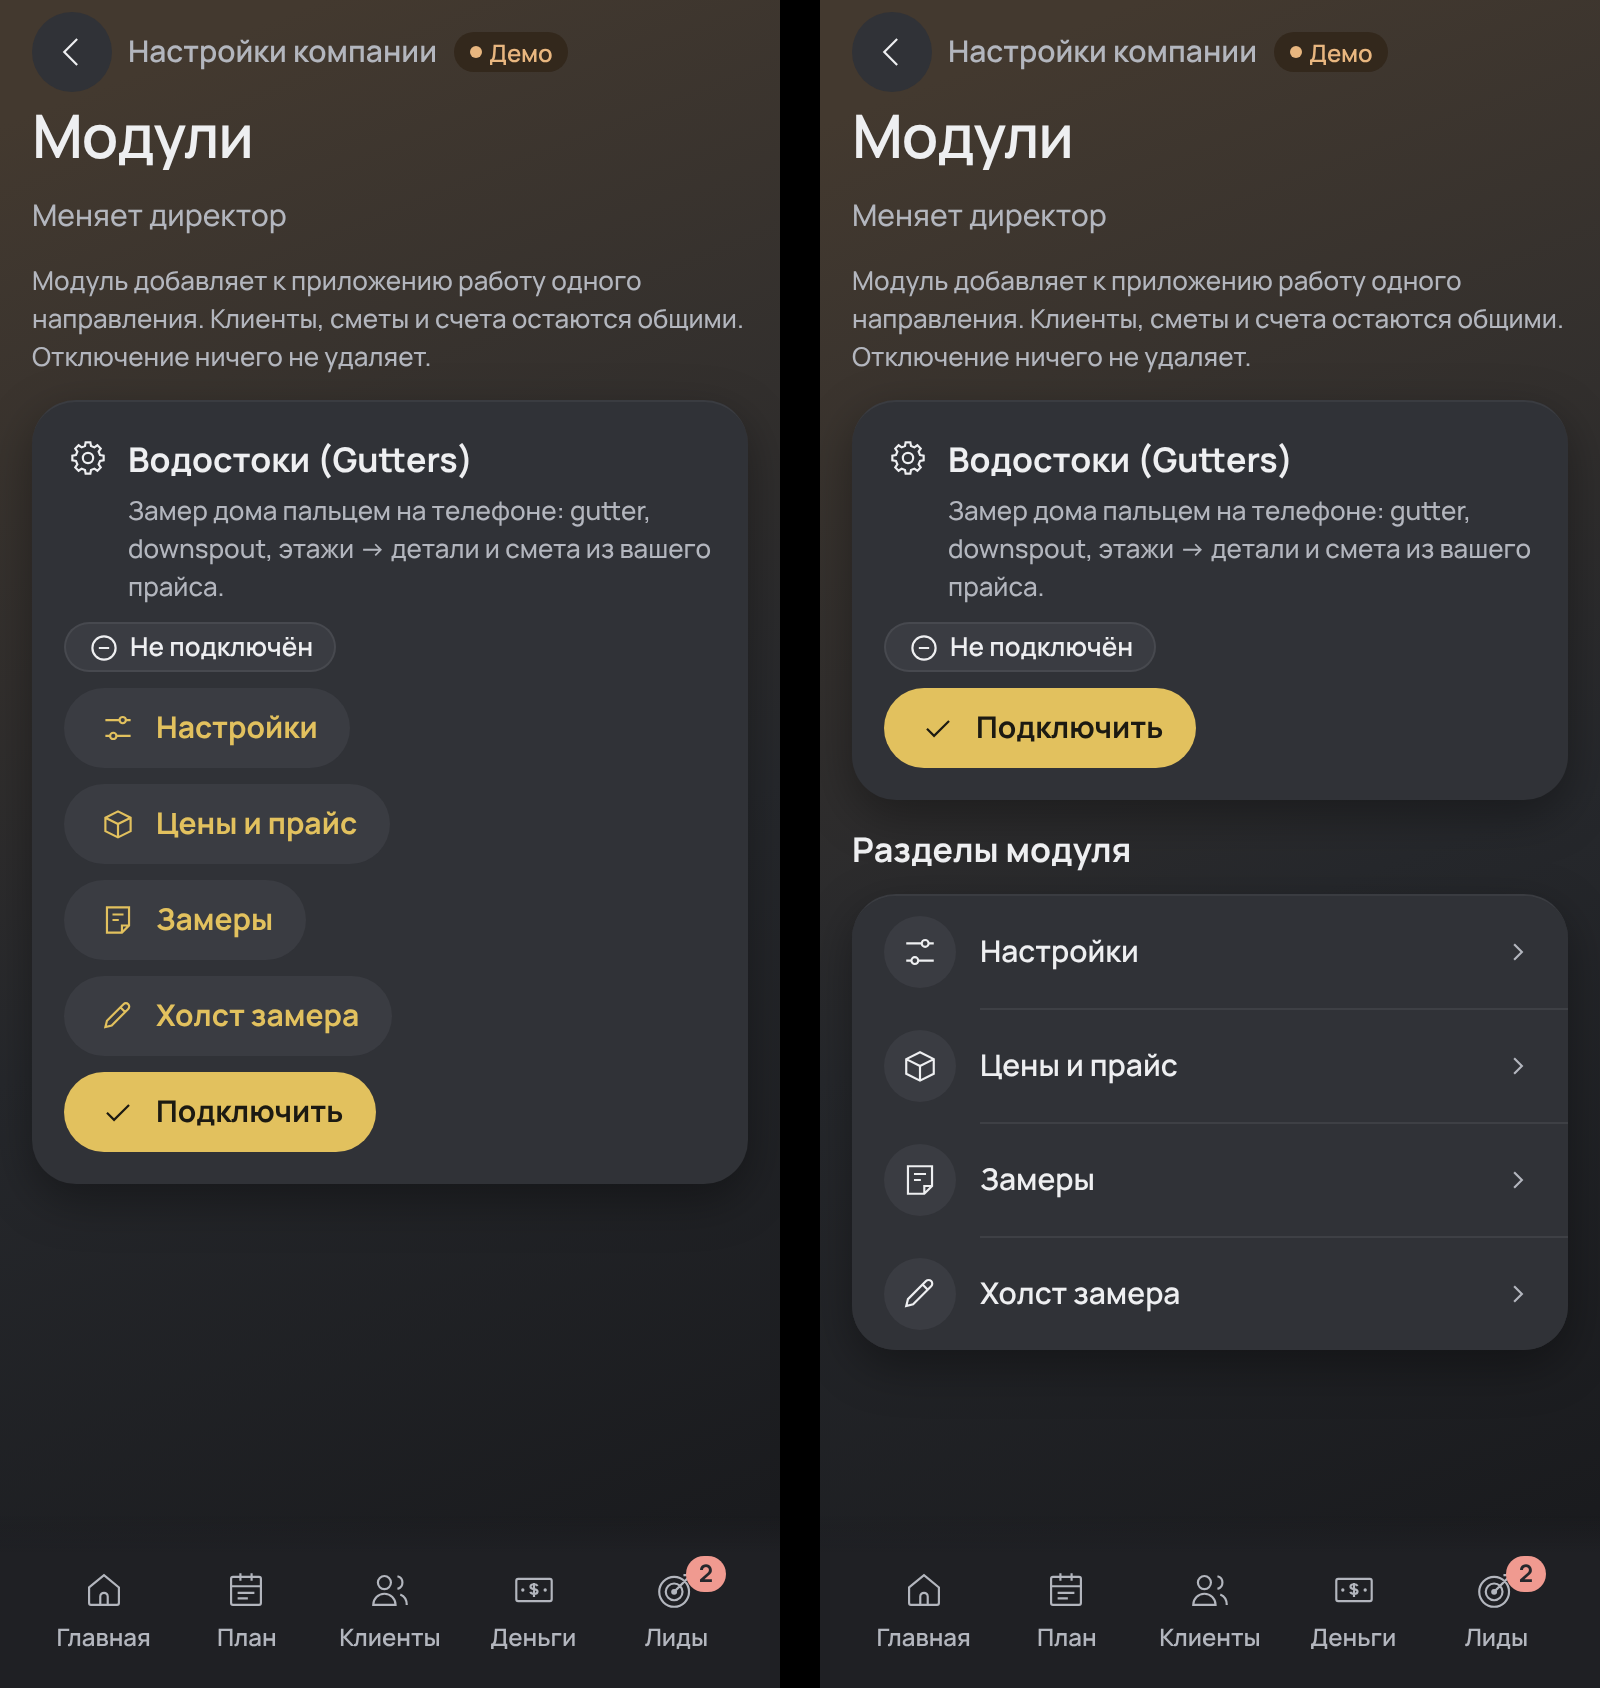 Настройки компании
Демо
Модули
Меняет директор
Модуль добавляет к приложению работу одного
направления. Клиенты, сметы и счета остаются общими.
Отключение ничего не удаляет.
Водостоки (Gutters)
Замер дома пальцем на телефоне: gutter,
downspout, этажи → детали и смета из вашего
прайса.
Не подключён
Настройки
Цены и прайс
Замеры
Холст замера
Подключить
Главная
План
Клиенты
Деньги
Лиды
2
Настройки компании
Демо
Модули
Меняет директор
Модуль добавляет к приложению работу одного
направления. Клиенты, сметы и счета остаются общими.
Отключение ничего не удаляет.
Водостоки (Gutters)
Замер дома пальцем на телефоне: gutter,
downspout, этажи → детали и смета из вашего
прайса.
Не подключён
Подключить
Разделы модуля
Настройки
Цены и прайс
Замеры
Холст замера
Главная
План
Клиенты
Деньги
Лиды
2